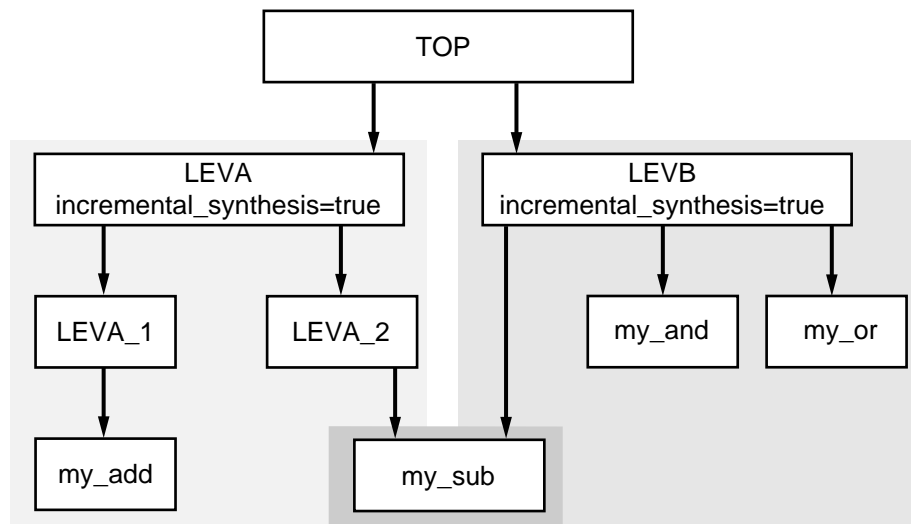 TOP
LEVA
incremental_synthesis=true
LEVB
incremental_synthesis=true
LEVA_1
LEVA_2
my_and
my_or
my_add
my_sub